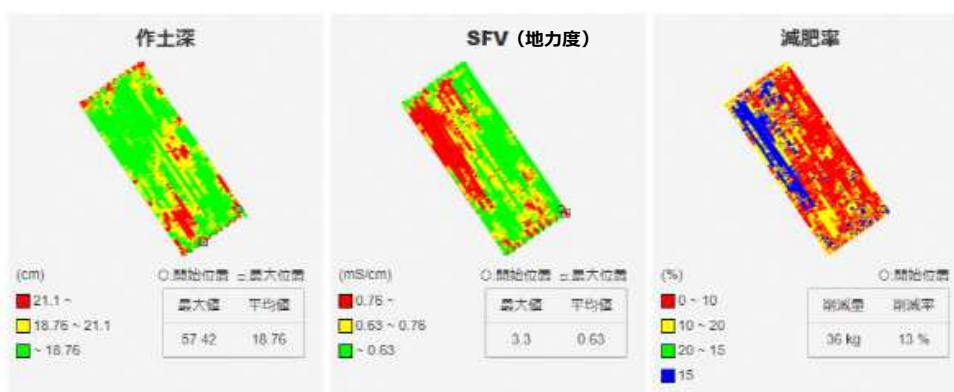 作土深
(cm)
○:開始位置 □:最大位置
21.1 ~
18.76 ~ 21.1
~ 18.76
最大値 平均値
57.42 18.76
SFV（地力度）
(mS/cm)
○:開始位置 □:最大位置
0.76 ~
0.63 ~ 0.76
~ 0.63
最大値 平均値
3.3 0.63
減肥率
(%)
○:開始位置
0 ~ 10
10 ~ 20
20 ~ 15
15
削減量 削減率
36 kg 13 %